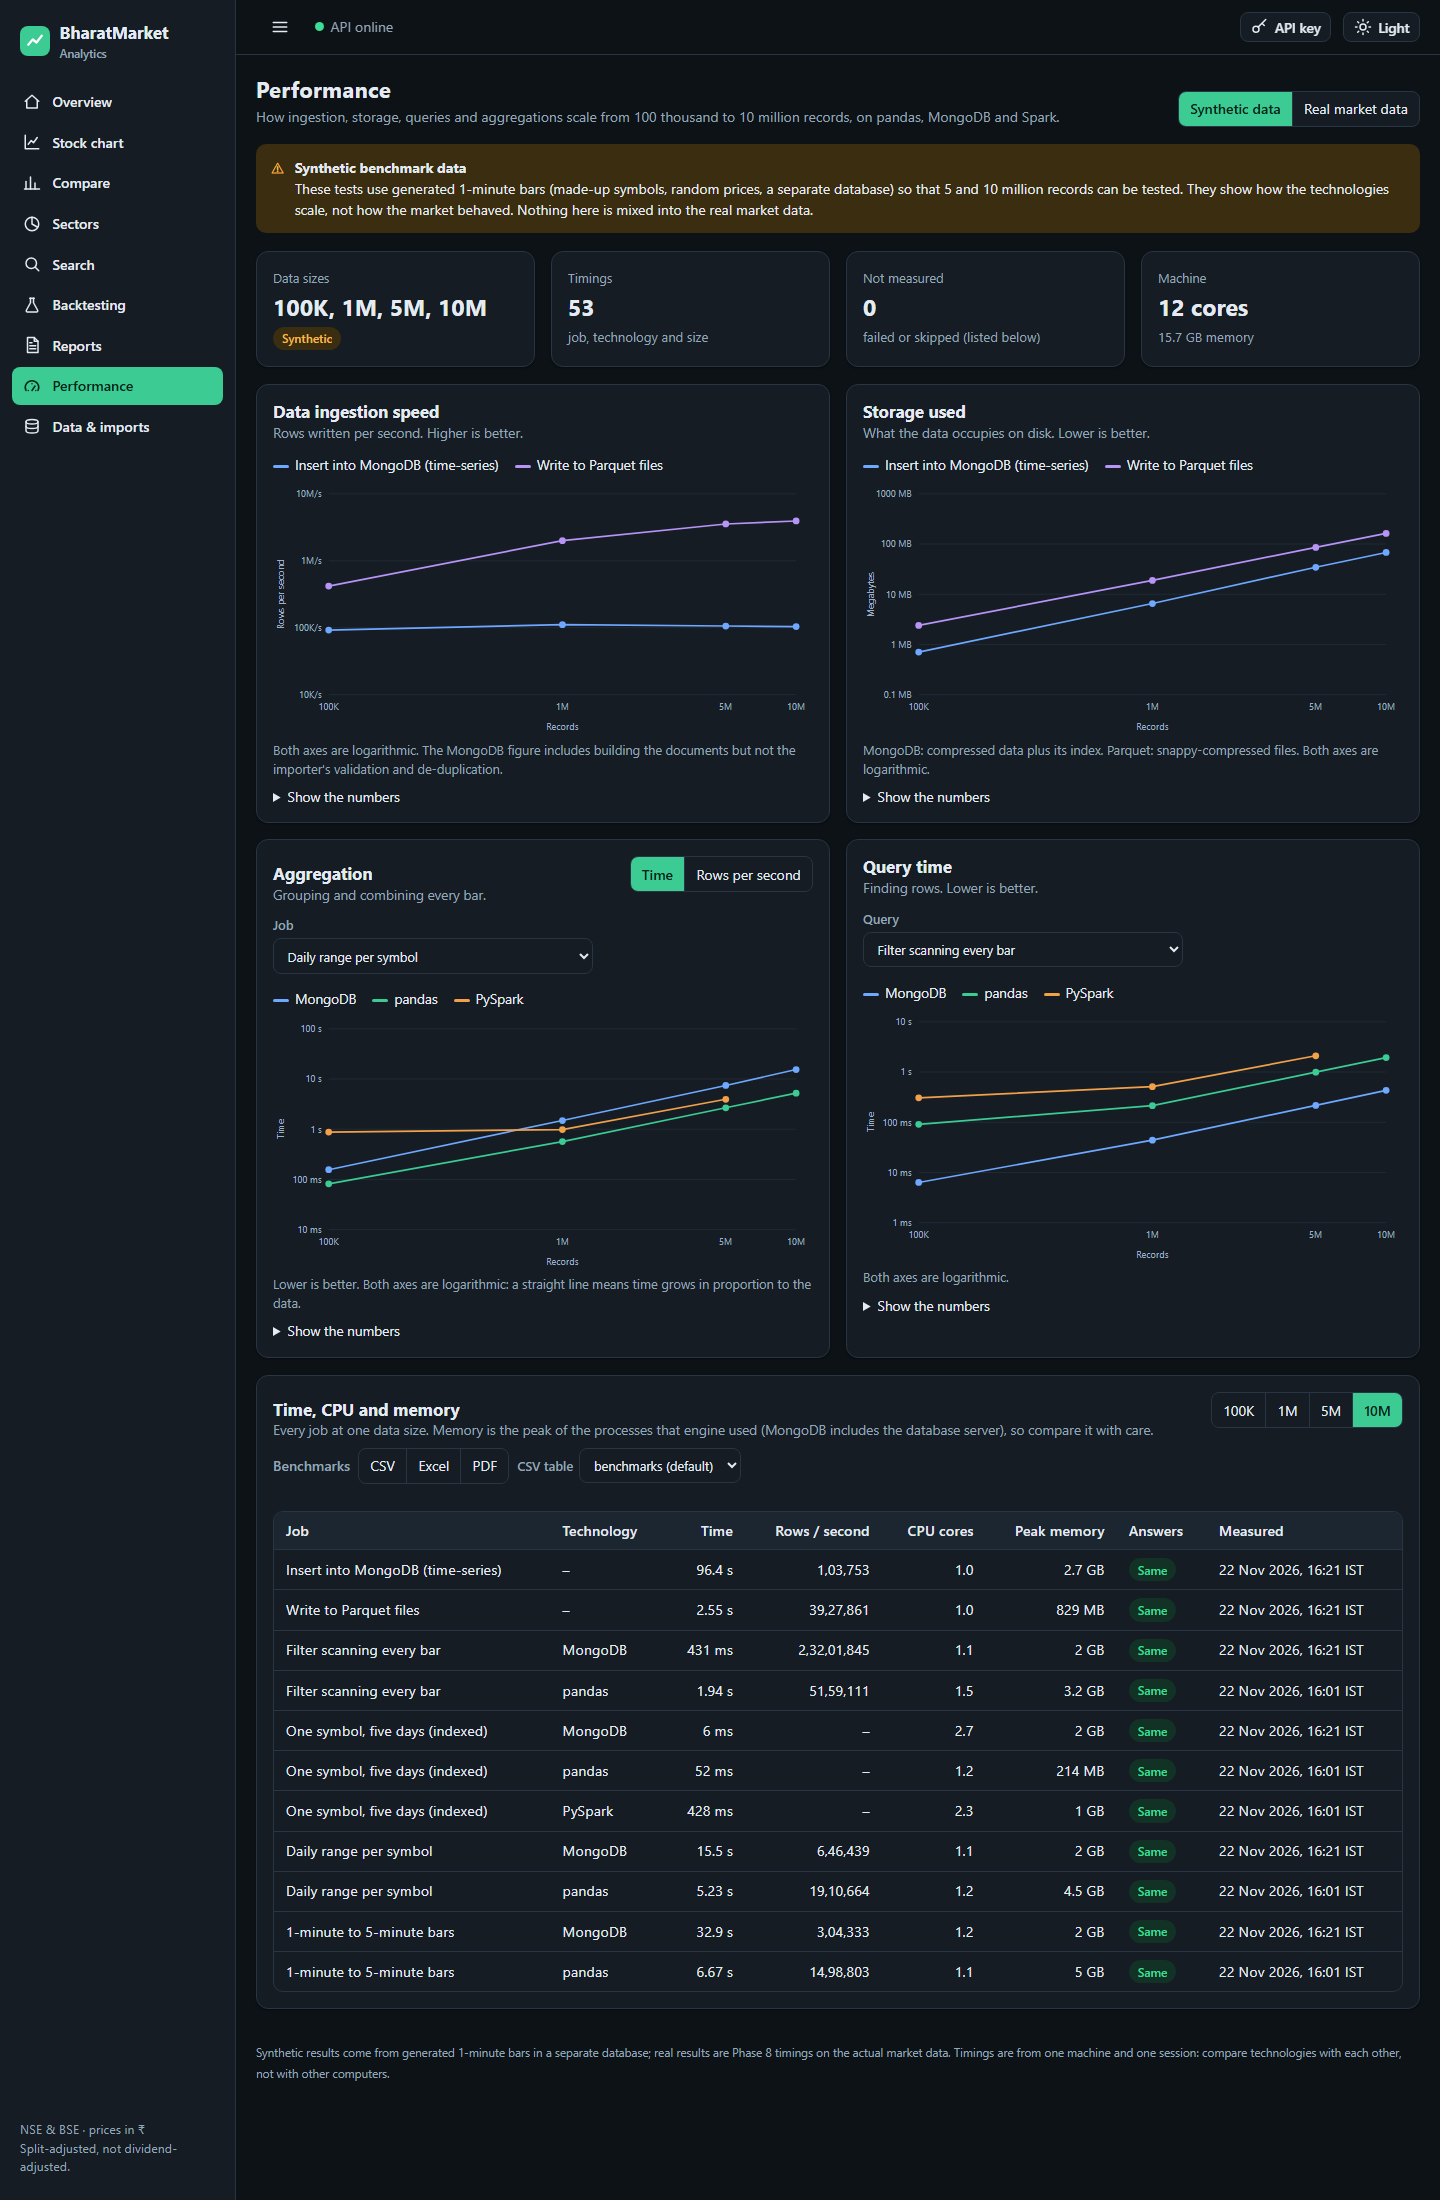 BharatMarket
Analytics
Overview
Stock chart
Compare
Sectors
Search
Backtesting
Reports
Performance
Data & imports
NSE & BSE · prices in ₹
Split-adjusted, not dividend-
adjusted.
API online
API key
Light
Performance
How ingestion, storage, queries and aggregations scale from 100 thousand to 10 million records, on pandas, MongoDB and Spark.
Synthetic data
Real market data
Synthetic benchmark data
These tests use generated 1-minute bars (made-up symbols, random prices, a separate database) so that 5 and 10 million records can be tested. They show how the technologies
scale, not how the market behaved. Nothing here is mixed into the real market data.
Data sizes
100K, 1M, 5M, 10M
Synthetic
Timings
53
job, technology and size
Not measured
0
failed or skipped (listed below)
Machine
12 cores
15.7 GB memory
Data ingestion speed
Rows written per second. Higher is better.
Insert into MongoDB (time-series)
Write to Parquet files
10M/s
1M/s
100K/s
10K/s
Rows per second
100K
1M
5M
10M
Records
Both axes are logarithmic. The MongoDB figure includes building the documents but not the
importer's validation and de-duplication.
Show the numbers
Storage used
What the data occupies on disk. Lower is better.
Insert into MongoDB (time-series)
Write to Parquet files
1000 MB
100 MB
10 MB
1 MB
0.1 MB
Megabytes
100K
1M
5M
10M
Records
MongoDB: compressed data plus its index. Parquet: snappy-compressed files. Both axes are
logarithmic.
Show the numbers
Aggregation
Grouping and combining every bar.
Time
Rows per second
Job
Daily range per symbol
MongoDB
pandas
PySpark
100 s
10 s
1 s
100 ms
10 ms
Time
100K
1M
5M
10M
Records
Lower is better. Both axes are logarithmic: a straight line means time grows in proportion to the
data.
Show the numbers
Query time
Finding rows. Lower is better.
Query
Filter scanning every bar
MongoDB
pandas
PySpark
10 s
1 s
100 ms
10 ms
1 ms
Time
100K
1M
5M
10M
Records
Both axes are logarithmic.
Show the numbers
Time, CPU and memory
Every job at one data size. Memory is the peak of the processes that engine used (MongoDB includes the database server), so compare it with care.
100K
1M
5M
10M
Benchmarks
CSV
Excel
PDF
CSV table
benchmarks (default)
Job Technology Time Rows / second CPU cores Peak memory Answers Measured
Insert into MongoDB (time-series) – 96.4 s 1,03,753 1.0 2.7 GB Same 22 Nov 2026, 16:21 IST
Write to Parquet files – 2.55 s 39,27,861 1.0 829 MB Same 22 Nov 2026, 16:21 IST
Filter scanning every bar MongoDB 431 ms 2,32,01,845 1.1 2 GB Same 22 Nov 2026, 16:21 IST
Filter scanning every bar pandas 1.94 s 51,59,111 1.5 3.2 GB Same 22 Nov 2026, 16:01 IST
One symbol, five days (indexed) MongoDB 6 ms – 2.7 2 GB Same 22 Nov 2026, 16:21 IST
One symbol, five days (indexed) pandas 52 ms – 1.2 214 MB Same 22 Nov 2026, 16:01 IST
One symbol, five days (indexed) PySpark 428 ms – 2.3 1 GB Same 22 Nov 2026, 16:01 IST
Daily range per symbol MongoDB 15.5 s 6,46,439 1.1 2 GB Same 22 Nov 2026, 16:21 IST
Daily range per symbol pandas 5.23 s 19,10,664 1.2 4.5 GB Same 22 Nov 2026, 16:01 IST
1-minute to 5-minute bars MongoDB 32.9 s 3,04,333 1.2 2 GB Same 22 Nov 2026, 16:21 IST
1-minute to 5-minute bars pandas 6.67 s 14,98,803 1.1 5 GB Same 22 Nov 2026, 16:01 IST
Synthetic results come from generated 1-minute bars in a separate database; real results are Phase 8 timings on the actual market data. Timings are from one machine and one session: compare technologies with each other,
not with other computers.